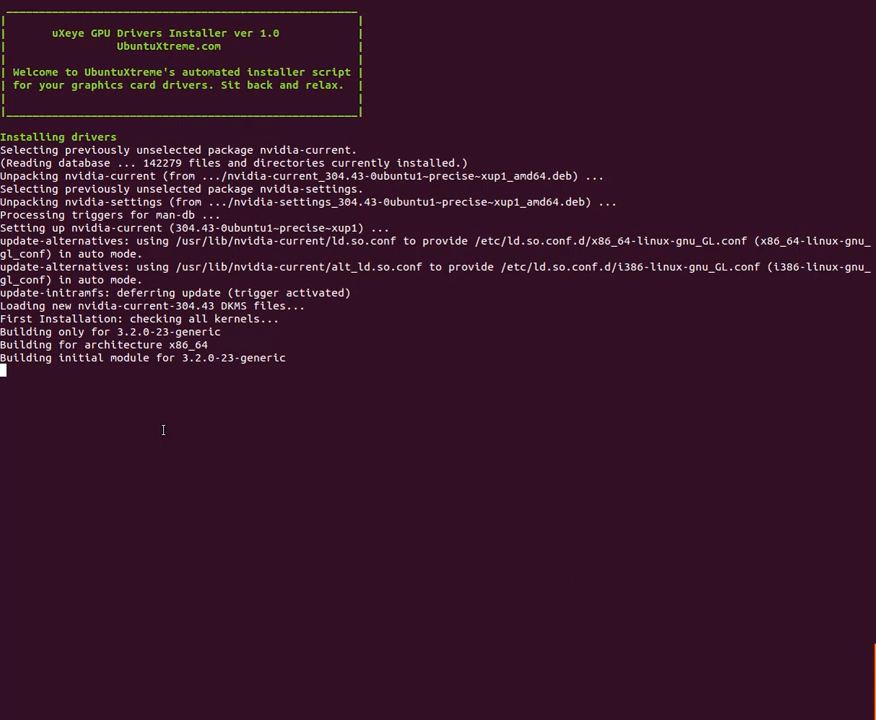 uXeye GPU Drivers Installer ver 1.0
UbuntuXtreme.com
Welcome to UbuntuXtreme's automated installer script
for your graphics card drivers. Sit back and relax.
Installing drivers
Selecting previously unselected package nvidia-current.
(Reading database ... 142279 files and directories currently installed.)
Unpacking nvidia-current (from .../nvidia-current_304.43-0ubuntu1~precise~xup1_amd64.deb) ...
Selecting previously unselected package nvidia-settings.
Unpacking nvidia-settings (from .../nvidia-settings_304.43-0ubuntu1~precise~xup1_amd64.deb) ...
Processing triggers for man-db ...
Setting up nvidia-current (304.43-0ubuntu1~precise~xup1) ...
update-alternatives: using /usr/lib/nvidia-current/ld.so.conf to provide /etc/ld.so.conf.d/x86_64-linux-gnu_GL.conf (x86_64-linux-gnu_
gl_conf) in auto mode.
update-alternatives: using /usr/lib/nvidia-current/alt_ld.so.conf to provide /etc/ld.so.conf.d/i386-linux-gnu_GL.conf (i386-linux-gnu_
gl_conf) in auto mode.
update-initramfs: deferring update (trigger activated)
Loading new nvidia-current-304.43 DKMS files...
First Installation: checking all kernels...
Building only for 3.2.0-23-generic
Building for architecture x86_64
Building initial module for 3.2.0-23-generic